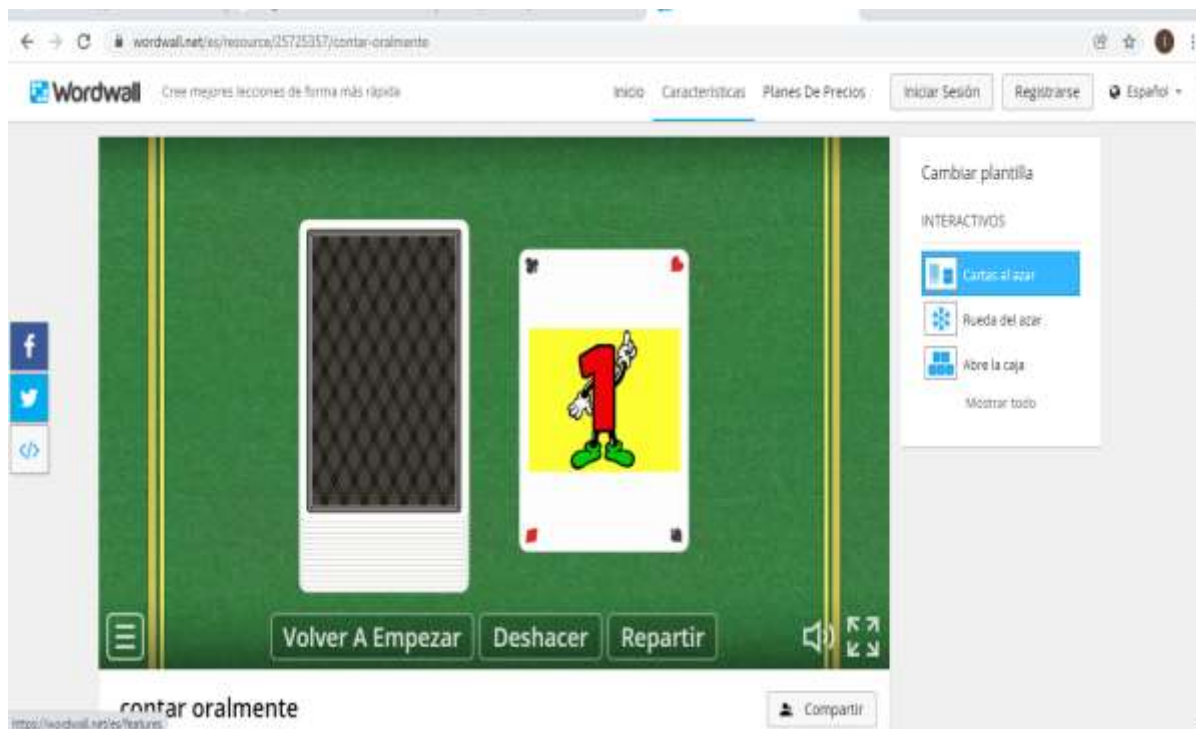 wordwall.net/es/resource/25725357/contar-oralmente
Wordwall Cree mejores lecciones de forma más rápida Inicio Características Planes De Precios Iniciar Sesión Registrarse Español
Cambiar plantilla
INTERACTIVOS
Cartas al azar
Rueda del azar
Abre la caja
Mostrar todo
1
Volver A Empezar Deshacer Repartir
contar oralmente Compartir
https://wordwall.net/es/features